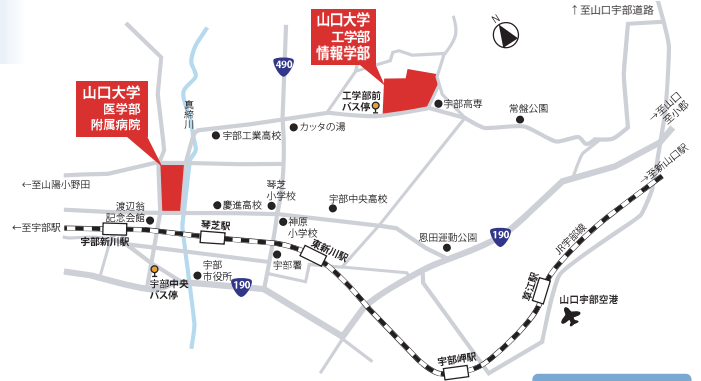 ↑至山口宇部道路
N
山口大学
工学部
情報学部
490
山口大学
医学部
附属病院
真締川
工学部前
バス停
宇部高専
常盤公園
→至山口
至小郡
カッタの湯
宇部工業高校
→至新山口駅
←至山陽小野田
渡辺翁
記念会館
慶進高校
琴芝
小学校
宇部中央高校
←至宇部駅
琴芝駅
神原
小学校
190
JR宇部線
宇部新川駅
東新川駅
恩田運動公園
宇部署
宇部
市役所
宇部中央
バス停
190
草江駅
山口宇部空港
宇部岬駅